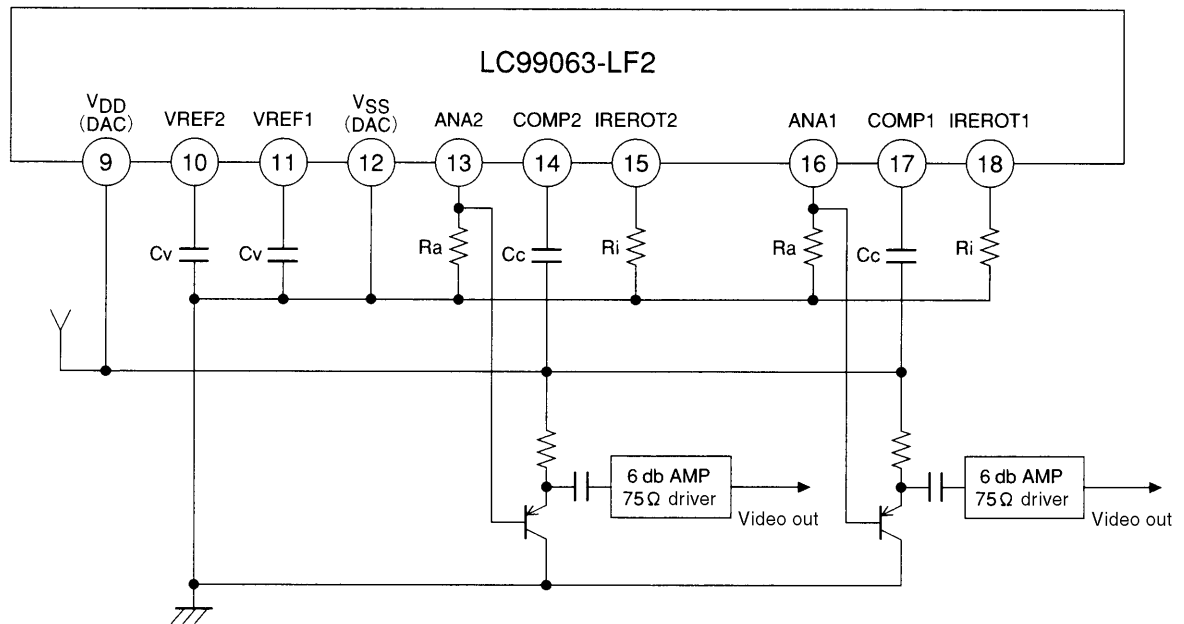 LC99063-LF2
VDD
(DAC)
VREF2
VREF1
VSS
(DAC)
ANA2
COMP2
IREROT2
ANA1
COMP1
IREROT1
9
10
11
12
13
14
15
16
17
18
Cv
Cv
Ra
Cc
Ri
Ra
Cc
Ri
6 db AMP
75Ω driver
Video out
6 db AMP
75Ω driver
Video out